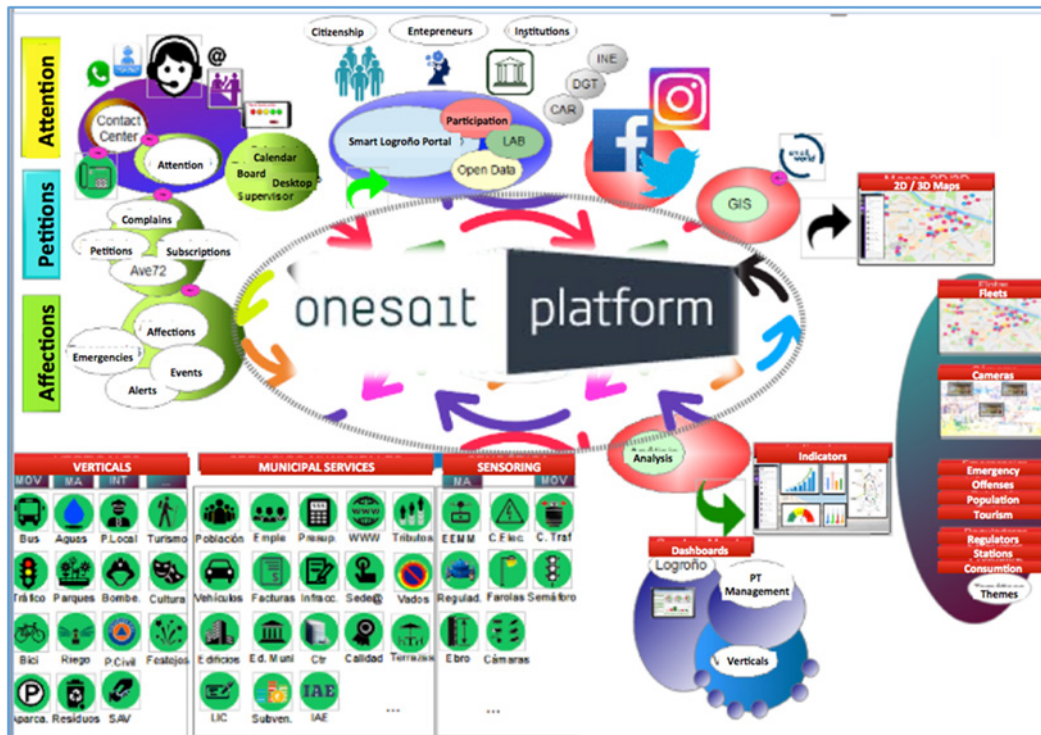 Attention
Petitions
Affections
@
Contact
Center
Attention
Calendar
Board
Desktop
Supervisor
Complains
Petitions
Subscriptions
Ave72
Affections
Emergencies
Events
Alerts
Citizenship
Entepreneurs
Institutions
Smart Logroño Portal
Participation
LAB
Open Data
INE
DGT
CAR
small
world
GIS
2D / 3D Maps
onesait platform
Fleets
Cameras
Emergency
Offenses
Population
Tourism
Regulators
Stations
Consumtion
Themes
Analysis
Indicators
Dashboards
Logroño
PT
Management
Verticals
VERTICALS
MOV MA INT ...
Bus Aguas P.Local Turismo
Tráfico Parques Bombe. Cultura
Bici Riego P.Civil Festejos
Aparca. Residuos SAV
MUNICIPAL SERVICES
WWW
Población Emple Presup. WWW Tributos
Vehículos Facturas Infracc. Sede@ Vados
Edificios Ed. Muni Ctr Calidad Terrazas
IAE
LIC Subven. IAE ...
SENSORING
MA MOV
EEMM C.Elec. C. Traf
Regulad. Farolas Semáforo
Ebro Cámaras
...